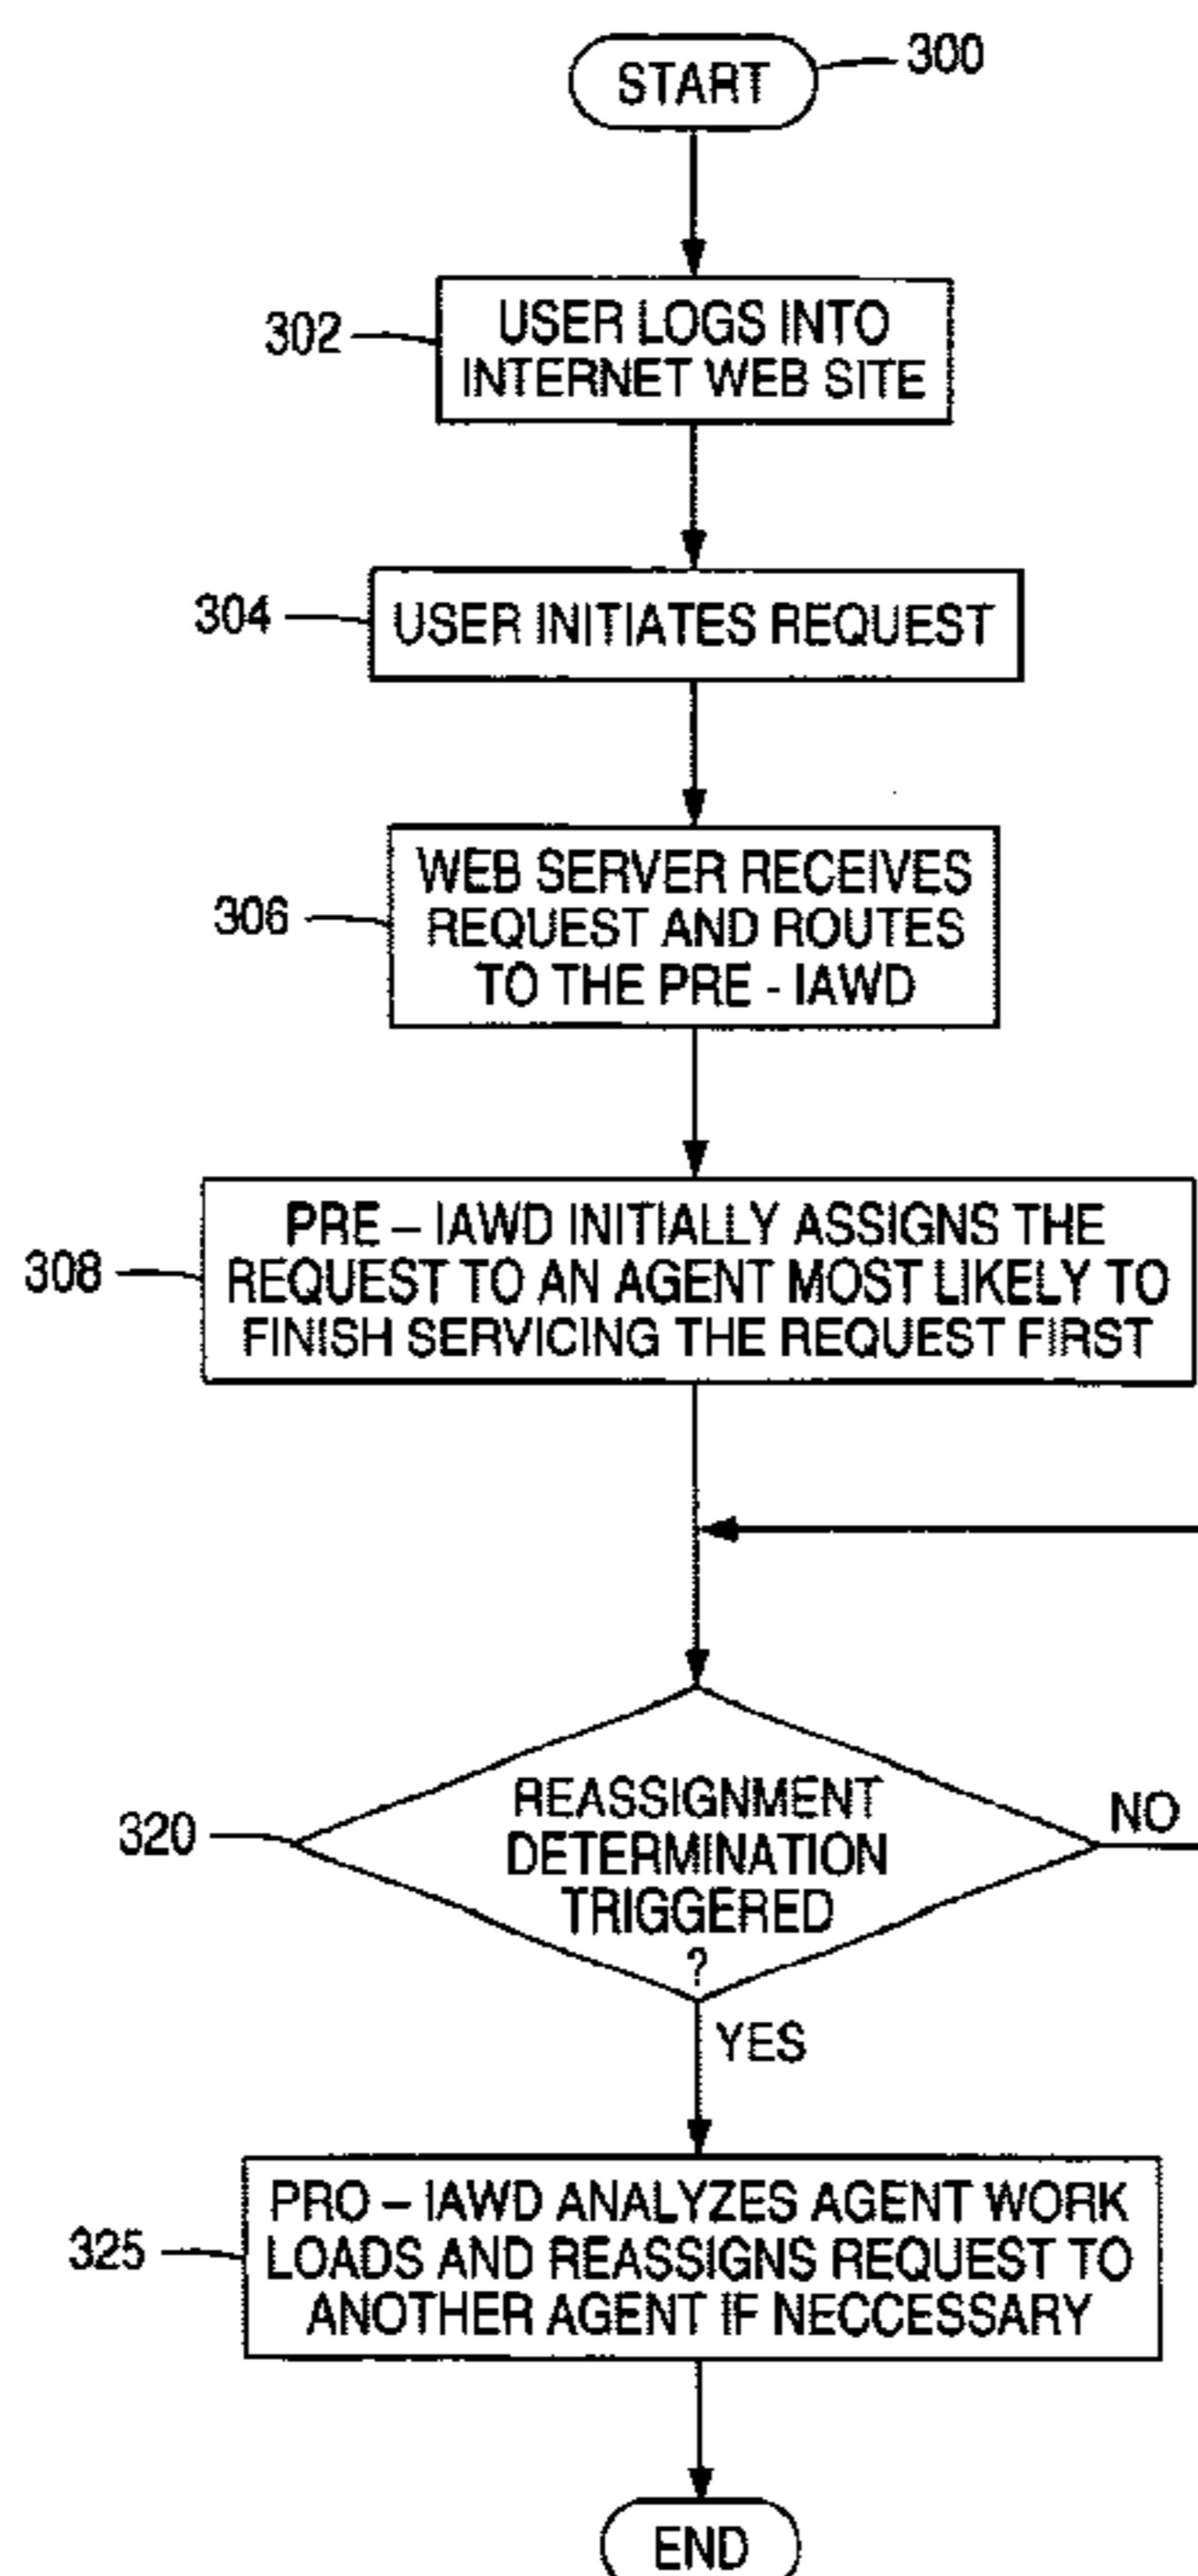 START
300
302
USER LOGS INTO
INTERNET WEB SITE
304
USER INITIATES REQUEST
306
WEB SERVER RECEIVES
REQUEST AND ROUTES
TO THE PRE - IAWD
308
PRE – IAWD INITIALLY ASSIGNS THE
REQUEST TO AN AGENT MOST LIKELY TO
FINISH SERVICING THE REQUEST FIRST
320
REASSIGNMENT
DETERMINATION
TRIGGERED
?
NO
YES
325
PRO – IAWD ANALYZES AGENT WORK
LOADS AND REASSIGNS REQUEST TO
ANOTHER AGENT IF NECCESSARY
END